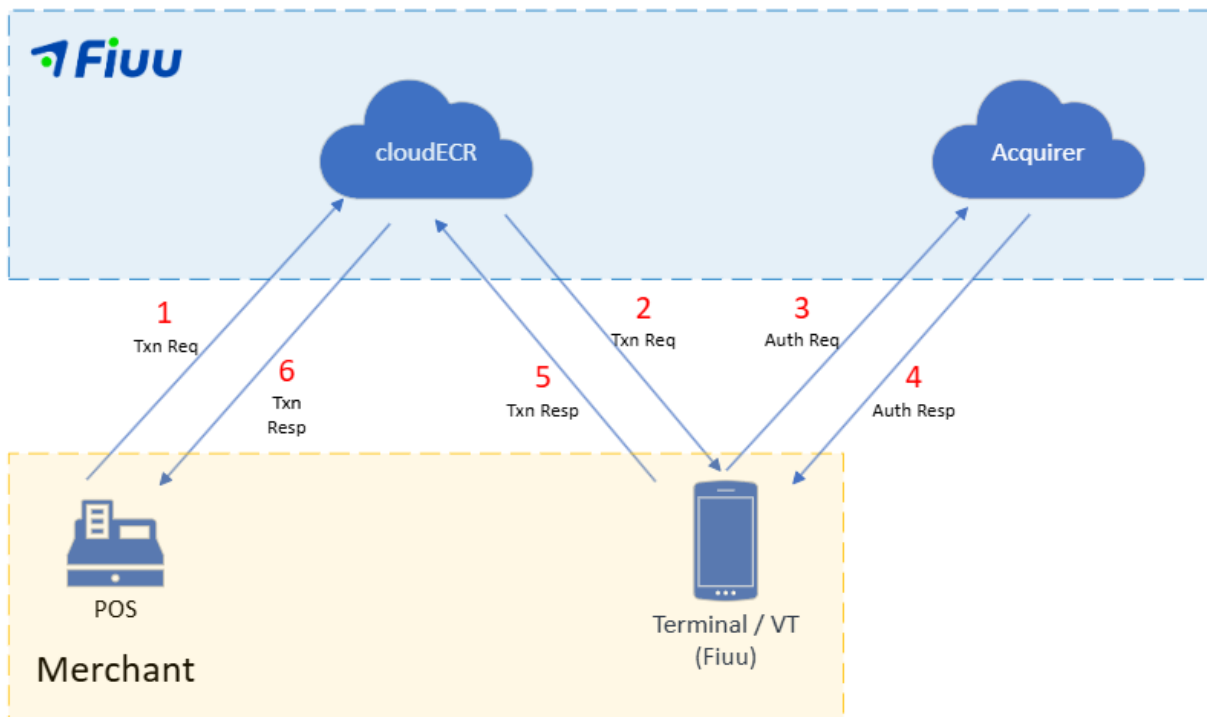 Fiuu
cloudECR
Acquirer
1
Txn Req
2
Txn Req
3
Auth Req
6
Txn
Resp
5
Txn Resp
4
Auth Resp
POS
Terminal / VT
(Fiuu)
Merchant